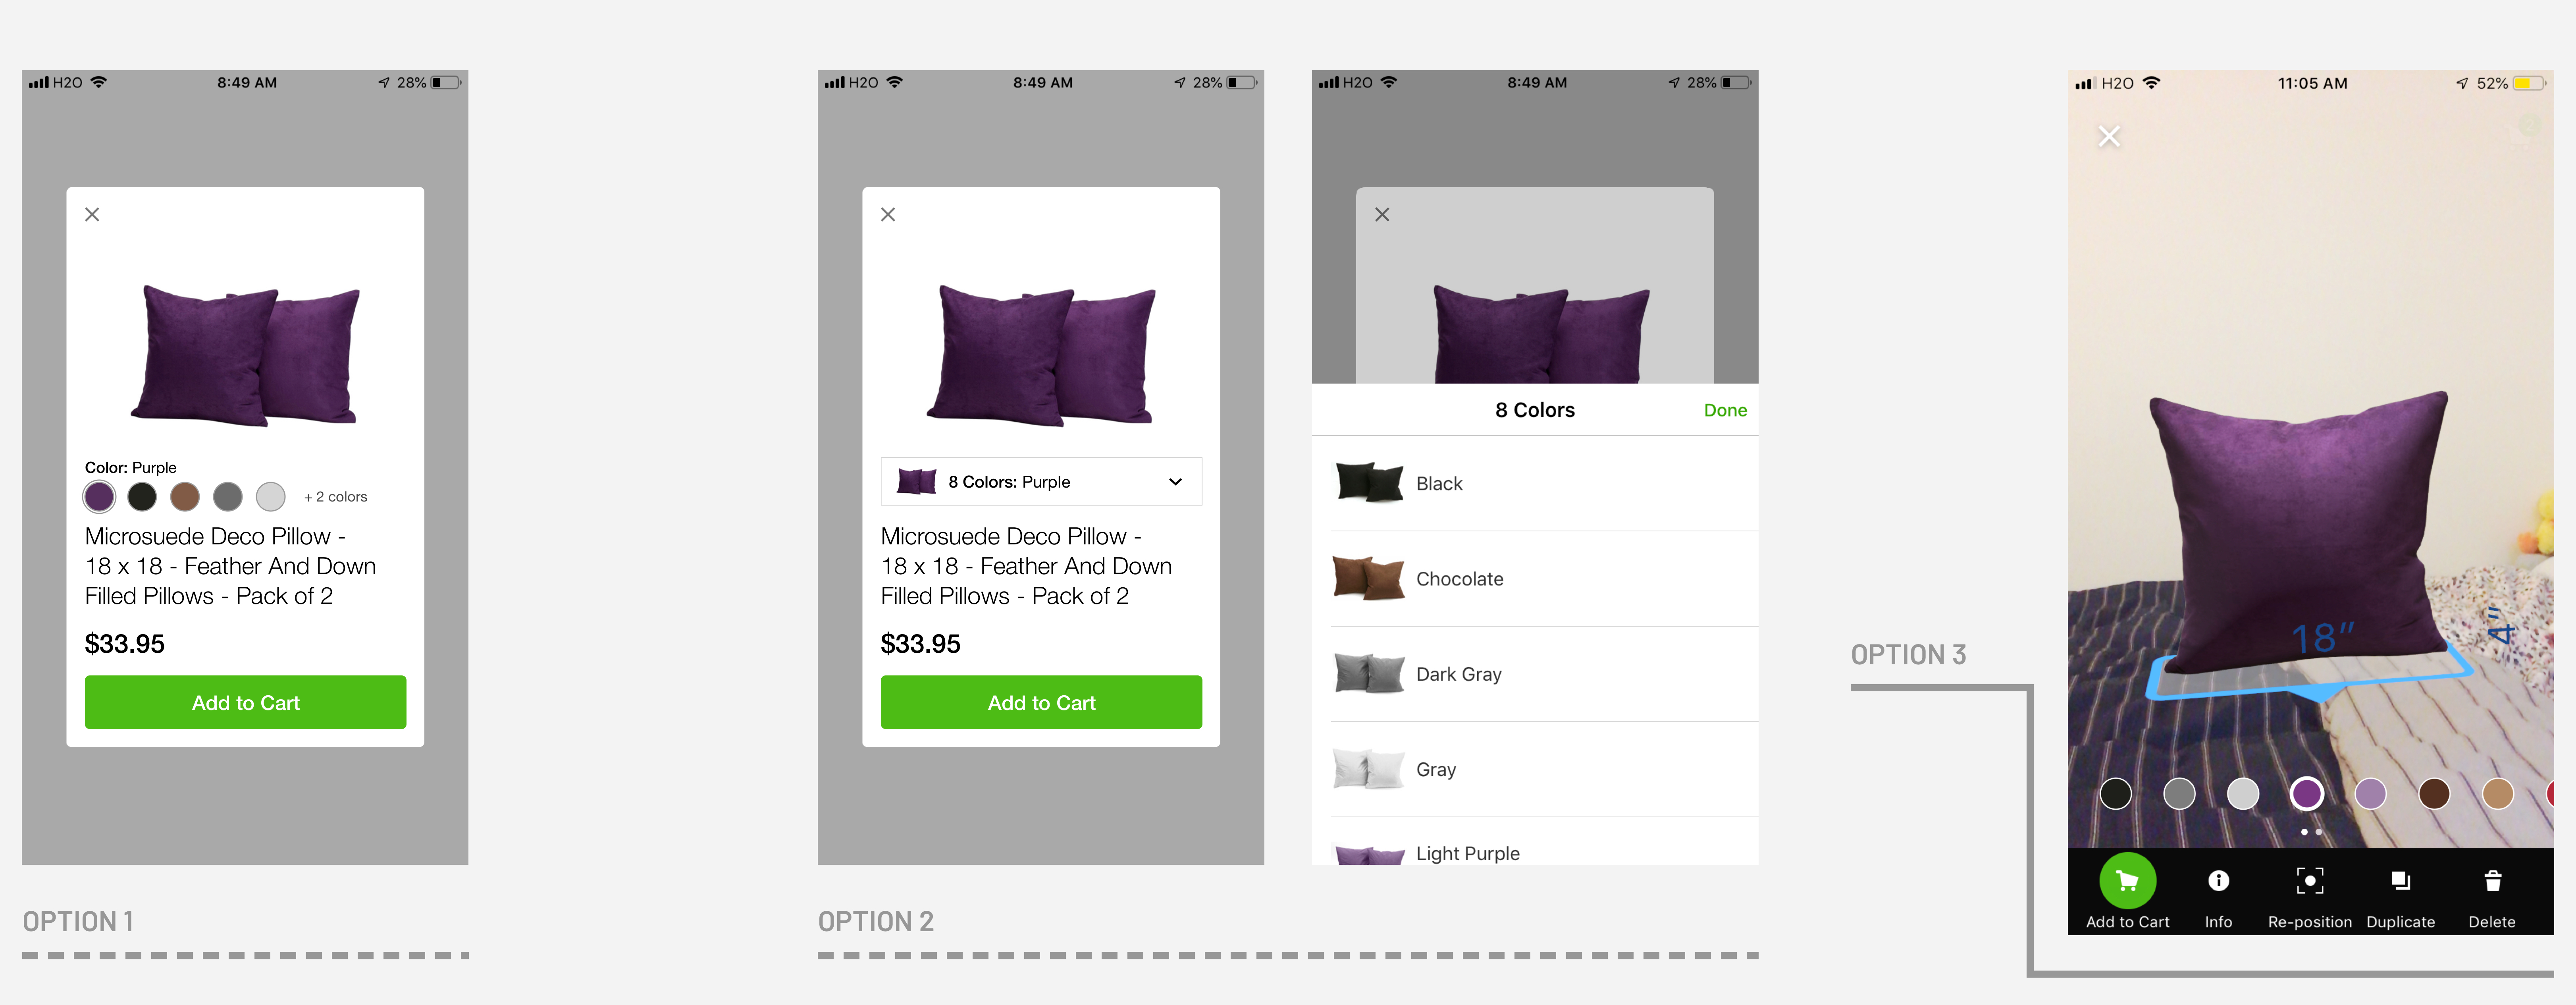 H2O
8:49 AM
28%
Color: Purple
+ 2 colors
Microsuede Deco Pillow -
18 x 18 - Feather And Down
Filled Pillows - Pack of 2
$33.95
Add to Cart
OPTION 1
H2O
8:49 AM
28%
8 Colors: Purple
Microsuede Deco Pillow -
18 x 18 - Feather And Down
Filled Pillows - Pack of 2
$33.95
Add to Cart
H2O
8:49 AM
28%
8 Colors
Done
Black
Chocolate
Dark Gray
Gray
Light Purple
OPTION 2
OPTION 3
H2O
11:05 AM
52%
18"
4"
Add to Cart
Info
Re-position
Duplicate
Delete